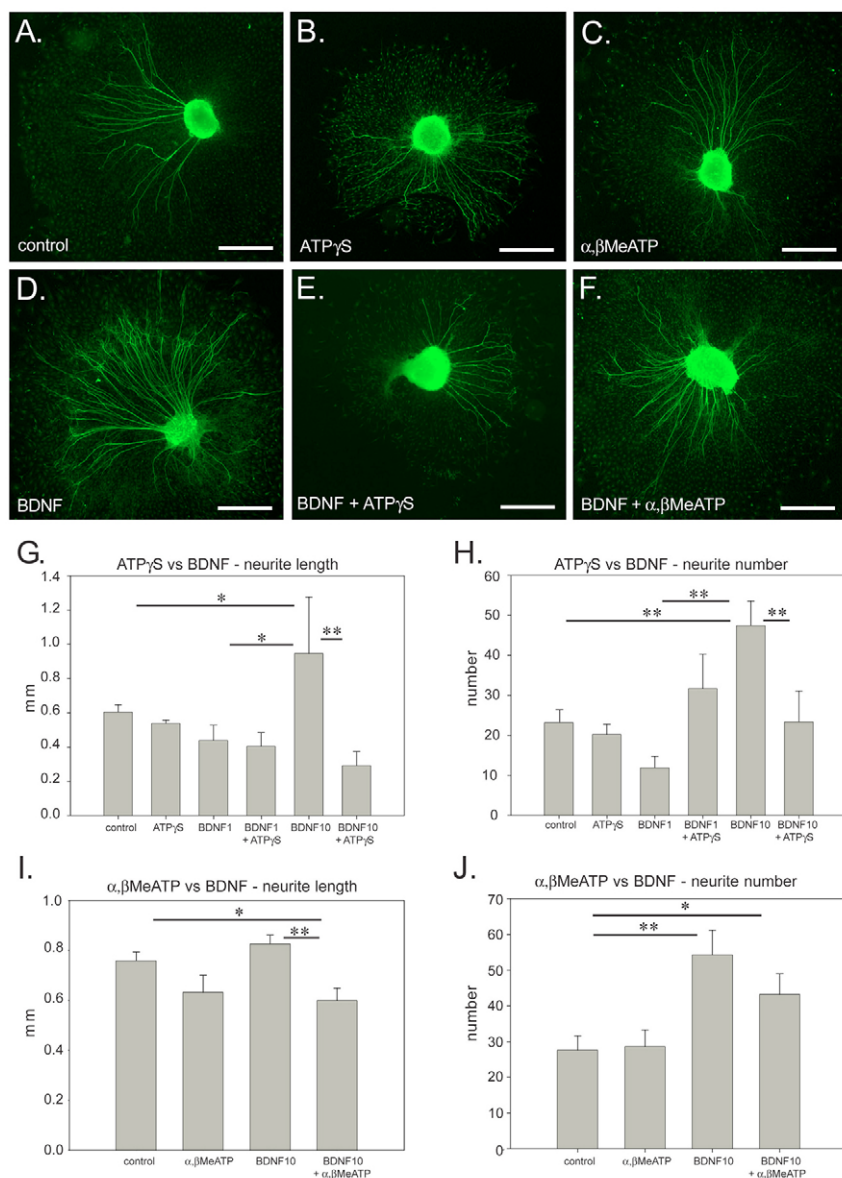 A.
control
B.
ATPγS
C.
α,βMeATP
D.
BDNF
E.
BDNF + ATPγS
F.
BDNF + α,βMeATP
G.
ATPγS vs BDNF - neurite length
1.4
1.2
1.0
0.8
0.6
0.4
0.2
0.0
mm
*
*
**
control
ATPγS
BDNF1
BDNF1
+ ATPγS
BDNF10
BDNF10
+ ATPγS
H.
ATPγS vs BDNF - neurite number
60
50
40
30
20
10
0
number
**
**
**
control
ATPγS
BDNF1
BDNF1
+ ATPγS
BDNF10
BDNF10
+ ATPγS
I.
α,βMeATP vs BDNF - neurite length
1.0
0.8
0.6
0.4
0.2
0.0
mm
*
**
control
α,βMeATP
BDNF10
BDNF10
+ α,βMeATP
J.
α,βMeATP vs BDNF - neurite number
70
60
50
40
30
20
10
0
number
*
**
control
α,βMeATP
BDNF10
BDNF10
+ α,βMeATP